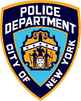 POLICE
DEPARTMENT
CITY OF
NEW YORK